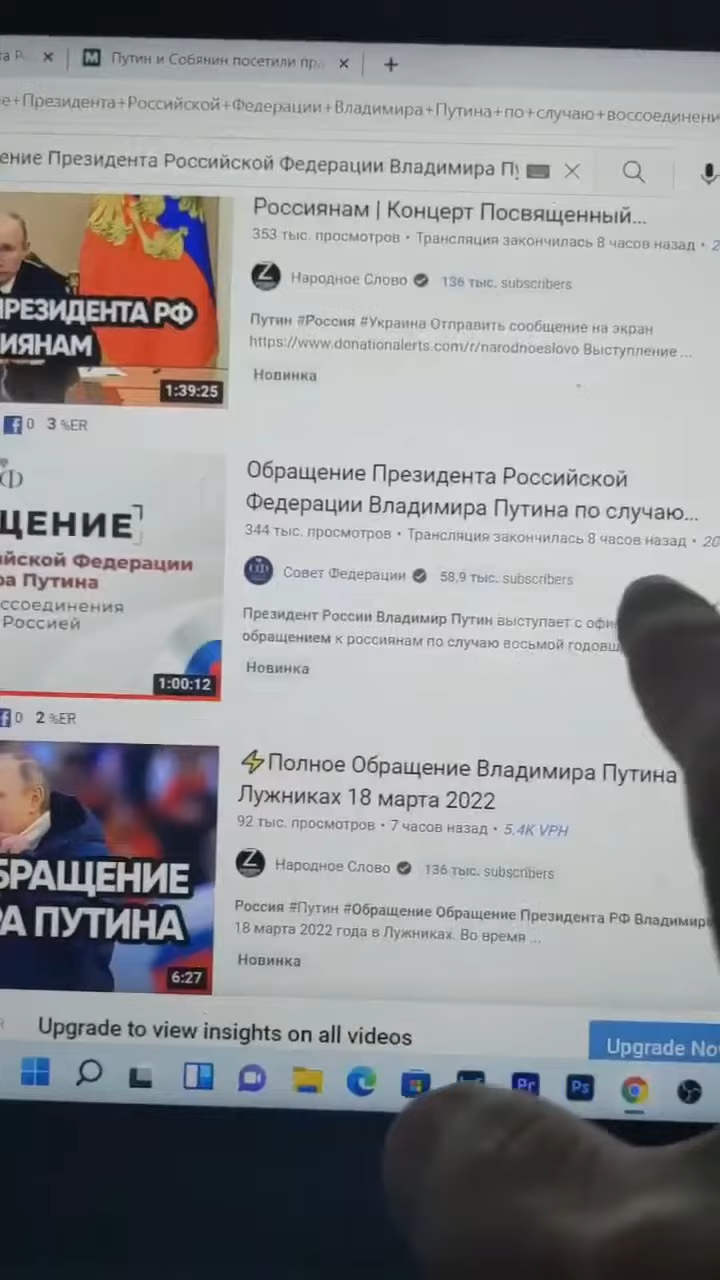 Путин и Собянин посетили пр
е+Президента+Российской+Федерации+Владимира+Путина+по+случаю+воссоединени
ение Президента Российской Федерации Владимира П
Россиянам | Концерт Посвященный...
353 тыс. просмотров • Трансляция закончилась 8 часов назад • 2
Z Народное Слово 136 тыс. subscribers
ПРЕЗИДЕНТА РФ
ИЯНАМ
1:39:25
Путин #Россия #Украина Отправить сообщение на экран
https://www.donationalerts.com/r/narodnoeslovo Выступление ...
Новинка
0 3 %ER
Обращение Президента Российской
Федерации Владимира Путина по случаю...
344 тыс. просмотров • Трансляция закончилась 8 часов назад • 20
Совет Федерации 58,9 тыс. subscribers
ЩЕНИЕ
ийской Федерации
ра Путина
ссоединения
Россией
1:00:12
Президент России Владимир Путин выступает с офи
обращением к россиянам по случаю восьмой годовщ
Новинка
0 2 %ER
⚡Полное Обращение Владимира Путина
Лужниках 18 марта 2022
92 тыс. просмотров • 7 часов назад • 5.4K VPH
Z Народное Слово 136 тыс. subscribers
БРАЩЕНИЕ
А ПУТИНА
6:27
Россия #Путин #Обращение Обращение Президента РФ Владимир
18 марта 2022 года в Лужниках. Во время ...
Новинка
Upgrade to view insights on all videos
Upgrade No
Pr Ps